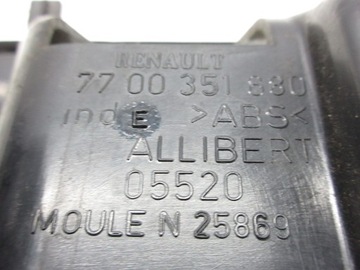 RENAULT
77 00 351 880
ind E >ABS<
ALLIBERT
05520
MOULE N 25869